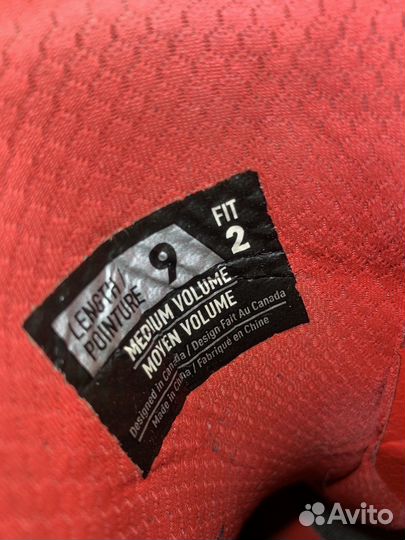 LENGTH /
POINTURE
9
FIT
2
MEDIUM VOLUME
MOYEN VOLUME
Designed in Canada / Design Fait Au Canada
Made in China / Fabriqué en Chine
Avito